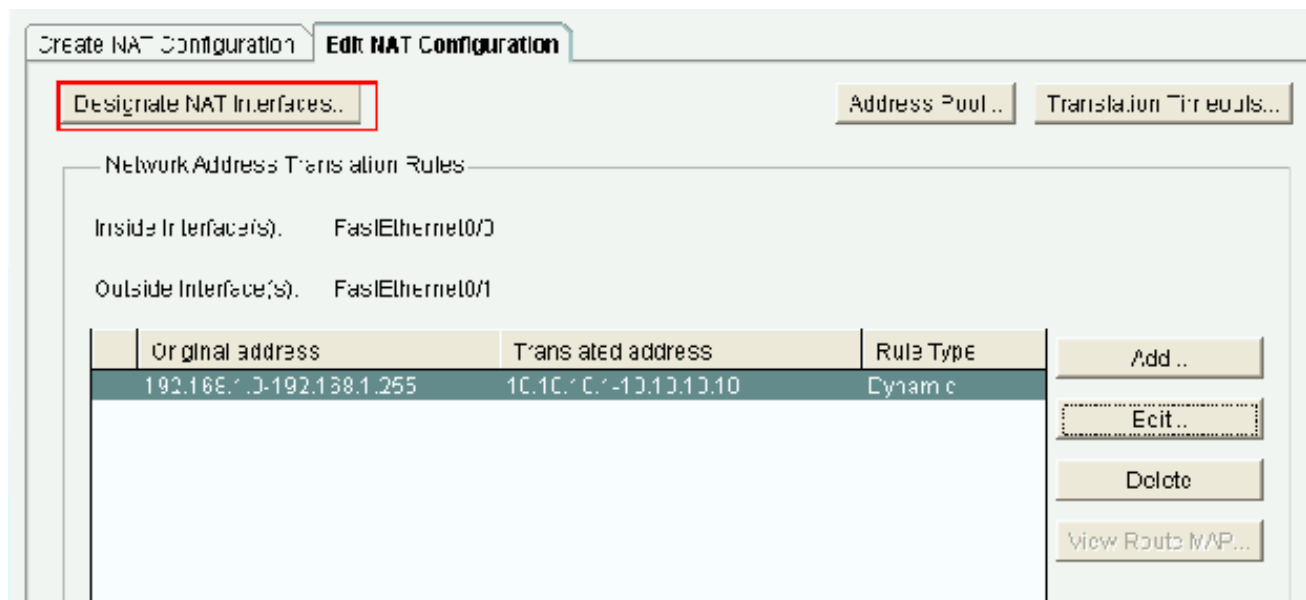 Create NAT Configuration
Edit NAT Configuration
Designate NAT Interfaces...
Address Pool...
Translation Timeouts...
Network Address Translation Rules
Inside Interface(s):
FastEthernet0/0
Outside Interface(s):
FastEthernet0/1
Original address
Translated address
Rule Type
192.168.1.0-192.168.1.255
10.10.10.1-10.10.10.10
Dynamic
Add...
Edit...
Delete
View Route MAP...